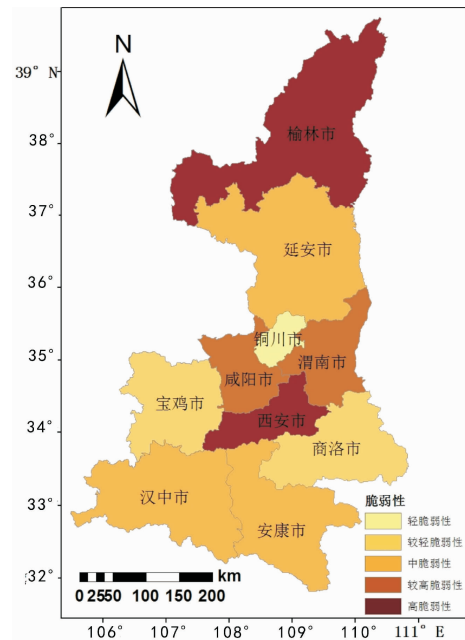 N
39° N
38°
37°
36°
35°
34°
33°
32°
榆林市
延安市
铜川市
渭南市
咸阳市
宝鸡市
西安市
商洛市
汉中市
安康市
脆弱性
轻脆弱性
较轻脆弱性
中脆弱性
较高脆弱性
高脆弱性
km
0 25 50 100 150 200
106° 107° 108° 109° 110° 111° E